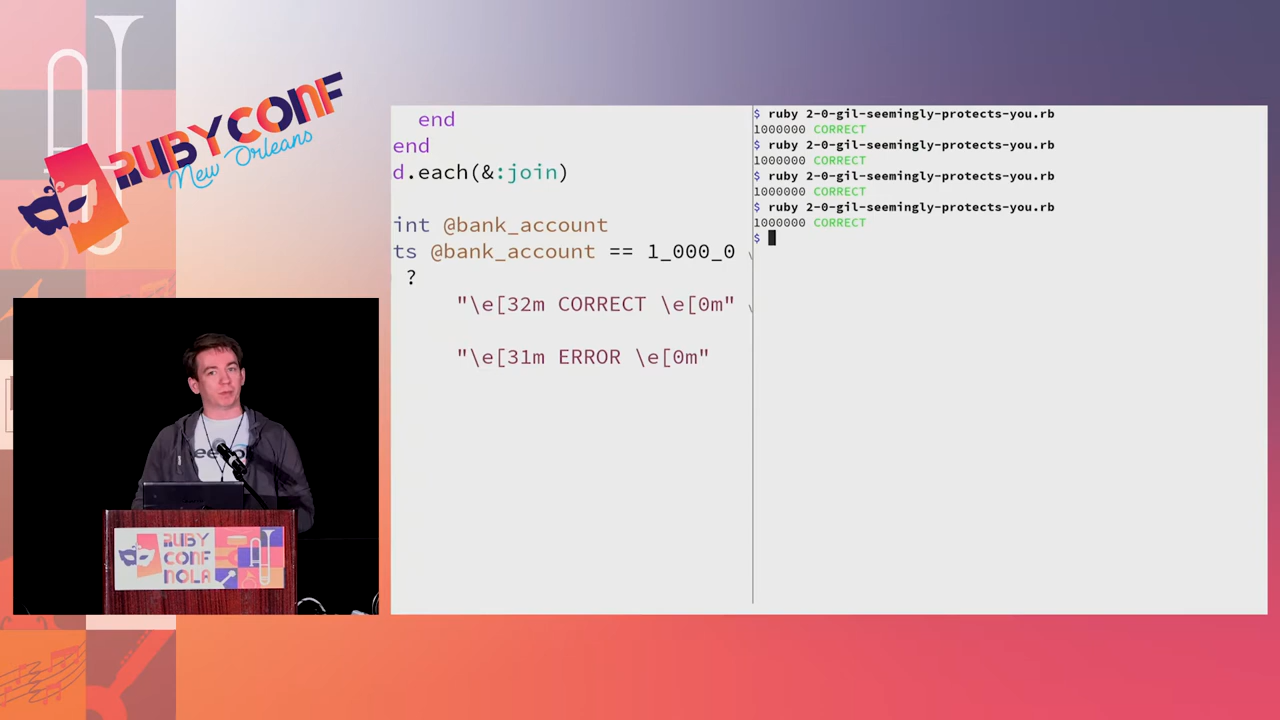 RUBYCONF
New Orleans
end
end
d.each(&:join)
int @bank_account
ts @bank_account == 1_000_0 \
?
"\e[32m CORRECT \e[0m" \
"\e[31m ERROR \e[0m"
$ ruby 2-0-gil-seemingly-protects-you.rb
1000000 CORRECT
$ ruby 2-0-gil-seemingly-protects-you.rb
1000000 CORRECT
$ ruby 2-0-gil-seemingly-protects-you.rb
1000000 CORRECT
$ ruby 2-0-gil-seemingly-protects-you.rb
1000000 CORRECT
$
RUBY
CONF
NOLA